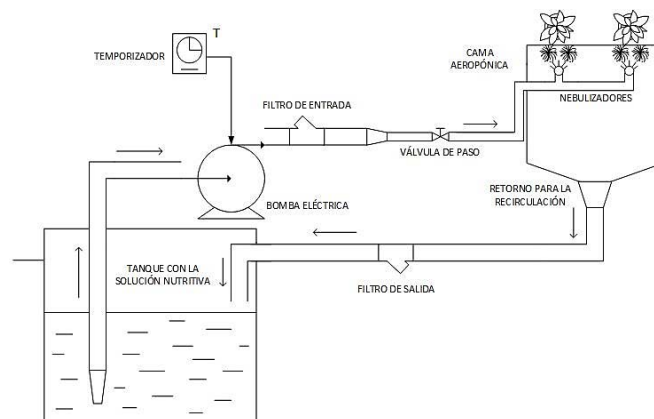 T
TEMPORIZADOR
CAMA
AEROPÓNICA
FILTRO DE ENTRADA
NEBULIZADORES
VÁLVULA DE PASO
BOMBA ELÉCTRICA
RETORNO PARA LA
RECIRCULACIÓN
TANQUE CON LA
SOLUCIÓN NUTRITIVA
FILTRO DE SALIDA